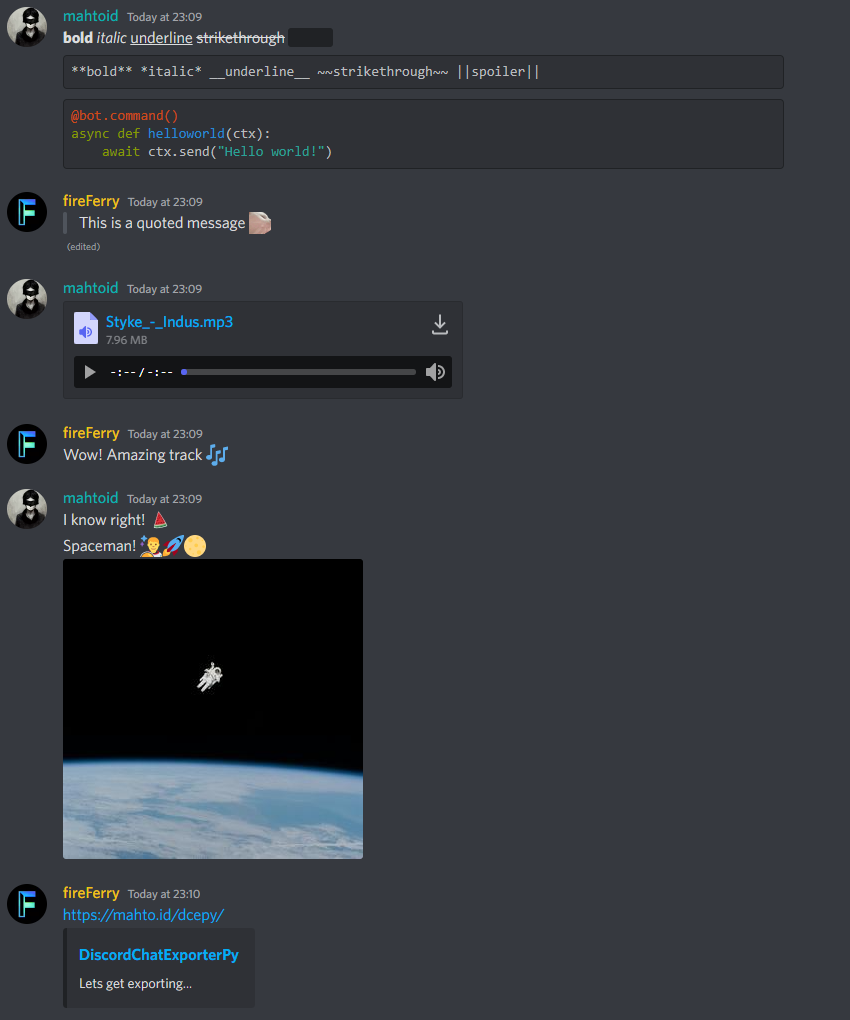 mahtoid Today at 23:09
bold italic underline strikethrough
**bold** *italic* __underline__ ~~strikethrough~~ ||spoiler||
@bot.command()
async def helloworld(ctx):
    await ctx.send("Hello world!")
fireFerry Today at 23:09
This is a quoted message
(edited)
mahtoid Today at 23:09
Styke_-_Indus.mp3
7.96 MB
-:-- / -:--
fireFerry Today at 23:09
Wow! Amazing track 🎶
mahtoid Today at 23:09
I know right!
Spaceman!
fireFerry Today at 23:10
https://mahto.id/dcepy/
DiscordChatExporterPy
Lets get exporting...